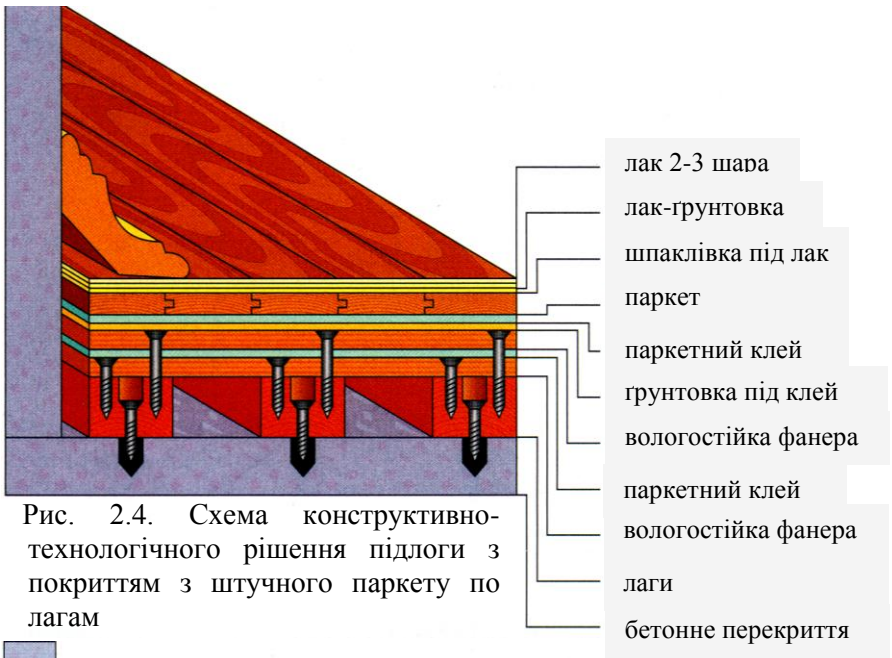 лак 2-3 шара
лак-ґрунтовка
шпаклівка під лак
паркет
паркетний клей
ґрунтовка під клей
вологостійка фанера
паркетний клей
вологостійка фанера
лаги
бетонне перекриття
Рис. 2.4. Схема конструктивно-
технологічного рішення підлоги з
покриттям з штучного паркету по
лагам